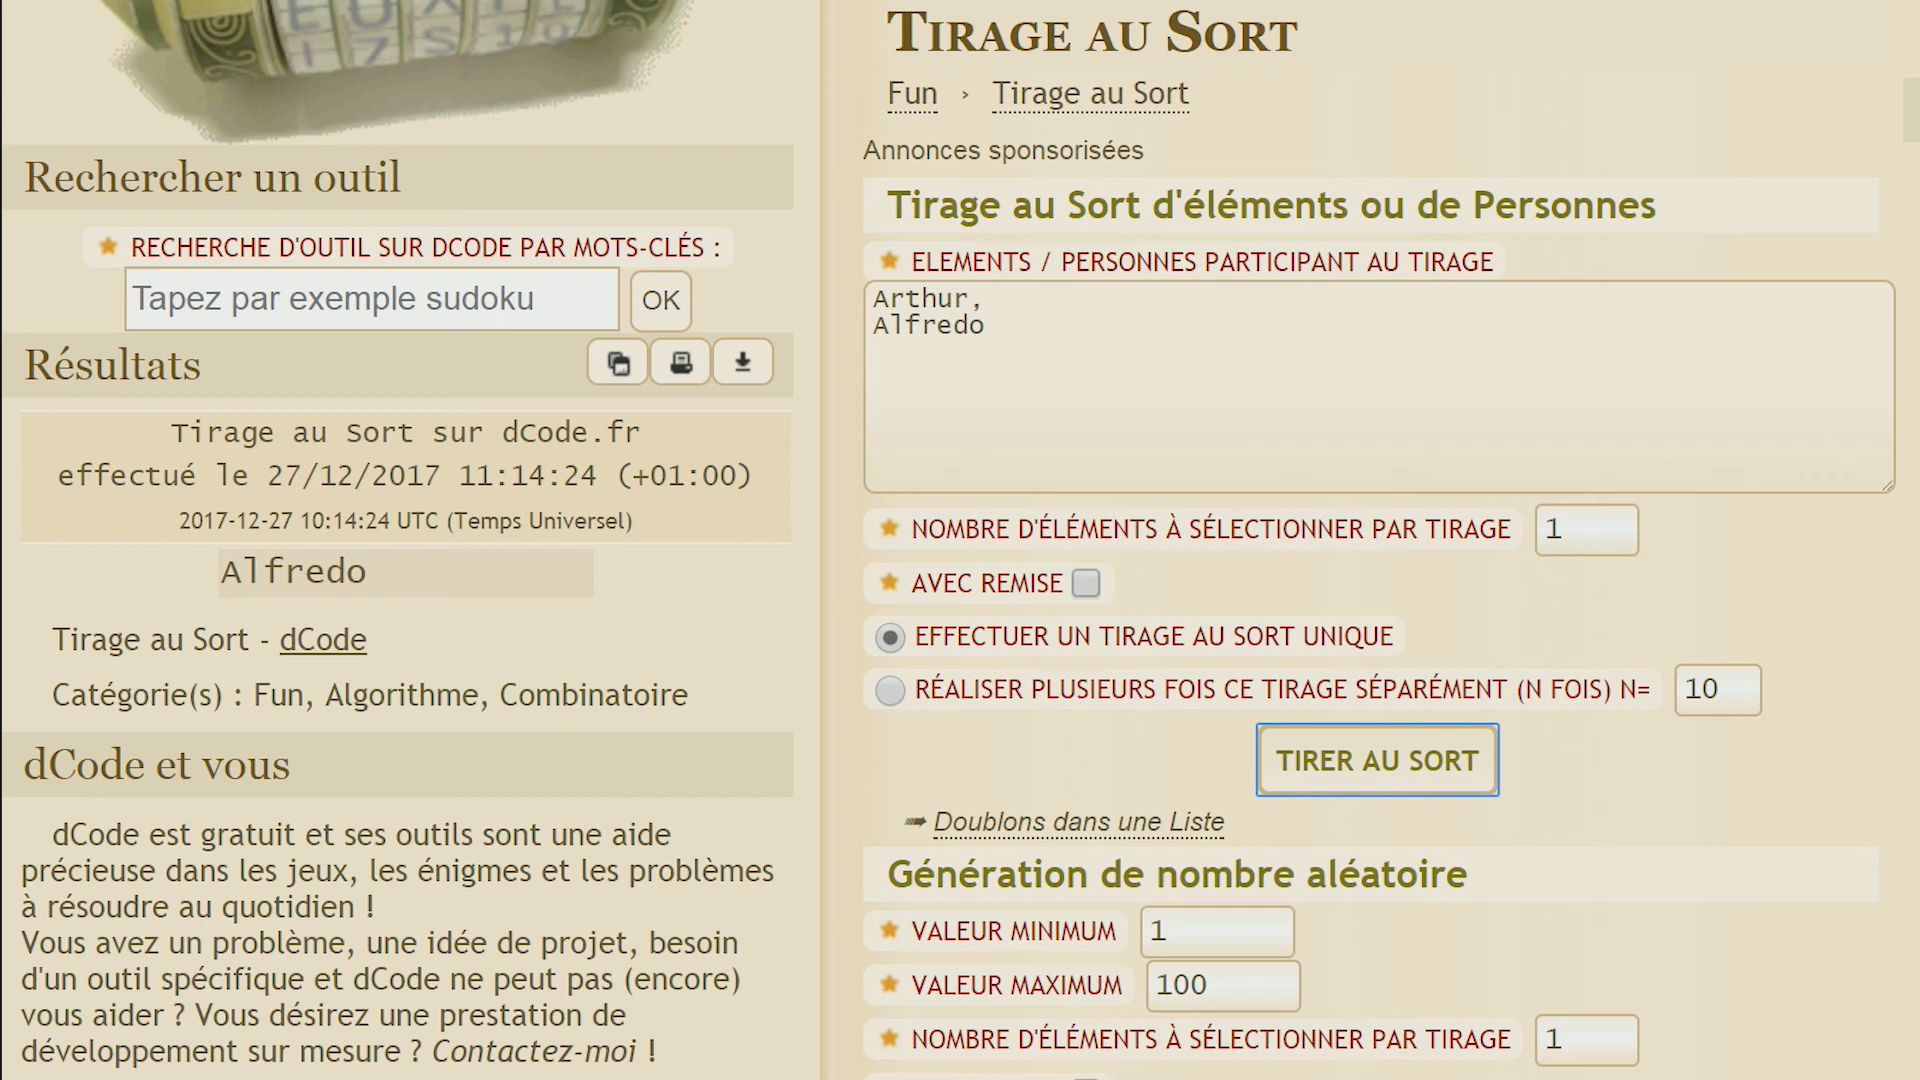 Rechercher un outil
RECHERCHE D'OUTIL SUR DCODE PAR MOTS-CLÉS :
Tapez par exemple sudoku
OK
Résultats
Tirage au Sort sur dCode.fr
effectué le 27/12/2017 11:14:24 (+01:00)
2017-12-27 10:14:24 UTC (Temps Universel)
Alfredo
Tirage au Sort - dCode
Catégorie(s) : Fun, Algorithme, Combinatoire
dCode et vous
dCode est gratuit et ses outils sont une aide
précieuse dans les jeux, les énigmes et les problèmes
à résoudre au quotidien !
Vous avez un problème, une idée de projet, besoin
d'un outil spécifique et dCode ne peut pas (encore)
vous aider ? Vous désirez une prestation de
développement sur mesure ? Contactez-moi !
TIRAGE AU SORT
Fun › Tirage au Sort
Annonces sponsorisées
Tirage au Sort d'éléments ou de Personnes
ELEMENTS / PERSONNES PARTICIPANT AU TIRAGE
Arthur,
Alfredo
NOMBRE D'ÉLÉMENTS À SÉLECTIONNER PAR TIRAGE 1
AVEC REMISE
EFFECTUER UN TIRAGE AU SORT UNIQUE
RÉALISER PLUSIEURS FOIS CE TIRAGE SÉPARÉMENT (N FOIS) N= 10
TIRER AU SORT
➠ Doublons dans une Liste
Génération de nombre aléatoire
VALEUR MINIMUM 1
VALEUR MAXIMUM 100
NOMBRE D'ÉLÉMENTS À SÉLECTIONNER PAR TIRAGE 1